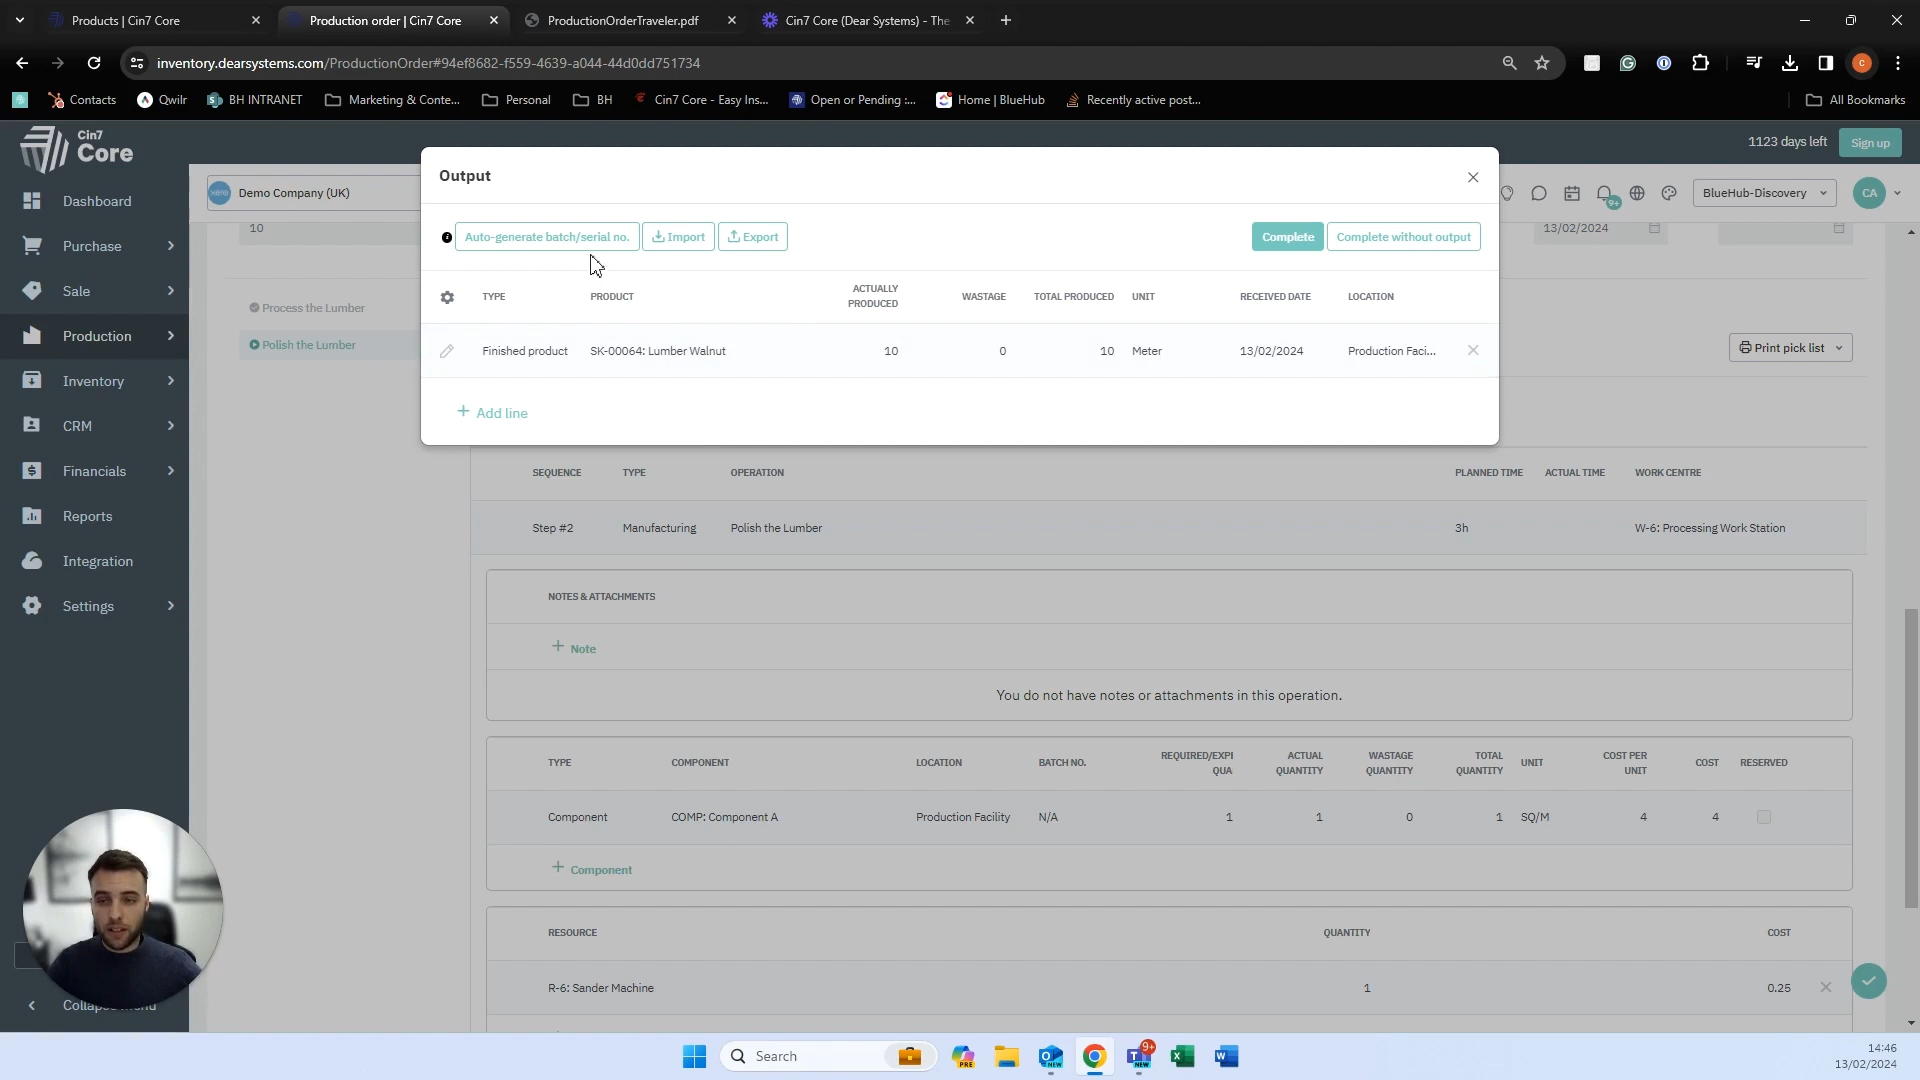 Products | Cin7 Core
Production order | Cin7 Core
ProductionOrderTraveler.pdf
Cin7 Core (Dear Systems) - The
inventory.dearsystems.com/ProductionOrder#94ef8682-f559-4639-a044-44d0dd751734
C
Contacts
Qwilr
BH INTRANET
Marketing & Conte...
Personal
BH
Cin7 Core - Easy Ins...
Open or Pending :...
Home | BlueHub
Recently active post...
All Bookmarks
Cin7
Core
1123 days left
Sign up
Dashboard
Purchase
Sale
Production
Inventory
CRM
Financials
Reports
Integration
Settings
xero
Demo Company (UK)
9+
BlueHub-Discovery
CA
10
13/02/2024
Process the Lumber
Polish the Lumber
Print pick list
Output
Auto-generate batch/serial no.
Import
Export
Complete
Complete without output
TYPE
PRODUCT
ACTUALLY
PRODUCED
WASTAGE
TOTAL PRODUCED
UNIT
RECEIVED DATE
LOCATION
Finished product
SK-00064: Lumber Walnut
10
0
10
Meter
13/02/2024
Production Faci...
+ Add line
SEQUENCE
TYPE
OPERATION
PLANNED TIME
ACTUAL TIME
WORK CENTRE
Step #2
Manufacturing
Polish the Lumber
3h
W-6: Processing Work Station
NOTES & ATTACHMENTS
+ Note
You do not have notes or attachments in this operation.
TYPE
COMPONENT
LOCATION
BATCH NO.
REQUIRED/EXPI
QUA
ACTUAL
QUANTITY
WASTAGE
QUANTITY
TOTAL
QUANTITY
UNIT
COST PER
UNIT
COST
RESERVED
Component
COMP: Component A
Production Facility
N/A
1
1
0
1
SQ/M
4
4
+ Component
RESOURCE
QUANTITY
COST
R-6: Sander Machine
1
0.25
Search
PRE
NEW
9+
NEW
14:46
13/02/2024